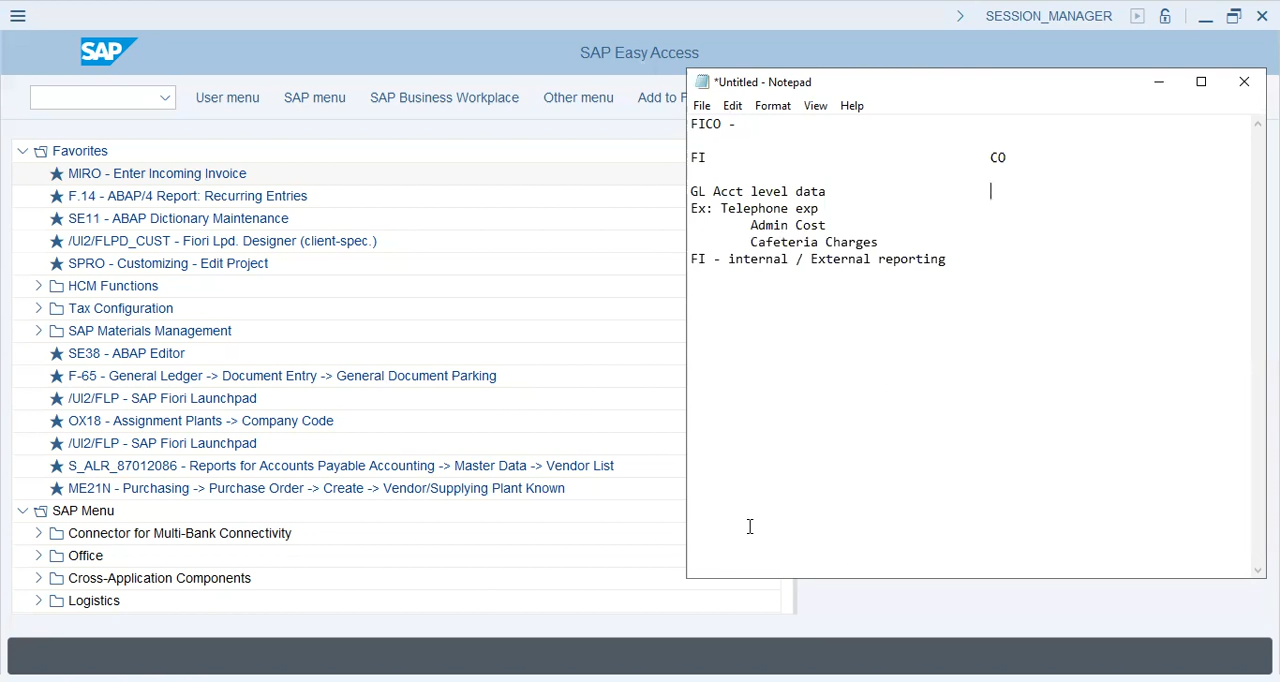 SESSION_MANAGER
SAP
SAP Easy Access
User menu SAP menu SAP Business Workplace Other menu Add to F
Favorites
MIRO - Enter Incoming Invoice
F.14 - ABAP/4 Report: Recurring Entries
SE11 - ABAP Dictionary Maintenance
/UI2/FLPD_CUST - Fiori Lpd. Designer (client-spec.)
SPRO - Customizing - Edit Project
HCM Functions
Tax Configuration
SAP Materials Management
SE38 - ABAP Editor
F-65 - General Ledger -> Document Entry -> General Document Parking
/UI2/FLP - SAP Fiori Launchpad
OX18 - Assignment Plants -> Company Code
/UI2/FLP - SAP Fiori Launchpad
S_ALR_87012086 - Reports for Accounts Payable Accounting -> Master Data -> Vendor List
ME21N - Purchasing -> Purchase Order -> Create -> Vendor/Supplying Plant Known
SAP Menu
Connector for Multi-Bank Connectivity
Office
Cross-Application Components
Logistics
*Untitled - Notepad
File Edit Format View Help
FICO -
FI CO
GL Acct level data
Ex: Telephone exp
Admin Cost
Cafeteria Charges
FI - internal / External reporting